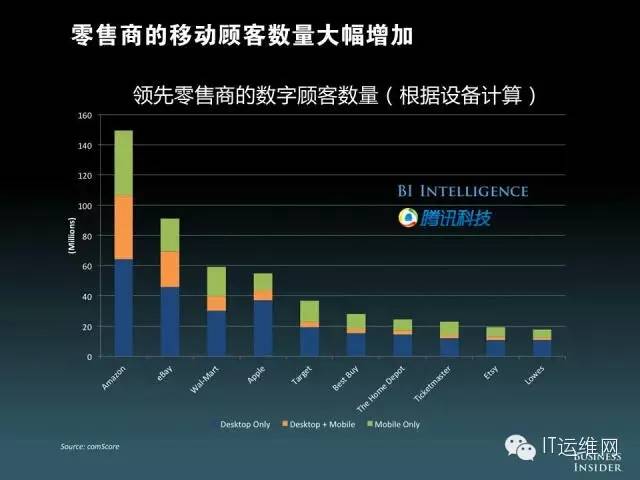 零售商的移动顾客数量大幅增加
领先零售商的数字顾客数量（根据设备计算）
160
140
120
100
80
60
40
20
0
(Millions)
BI INTELLIGENCE
腾讯科技
Amazon
eBay
Wal-Mart
Apple
Target
Best Buy
The Home Depot
Ticketmaster
Etsy
Lowes
Desktop Only
Desktop + Mobile
Mobile Only
Source: comScore
IT运维网
BUSINESS
INSIDER